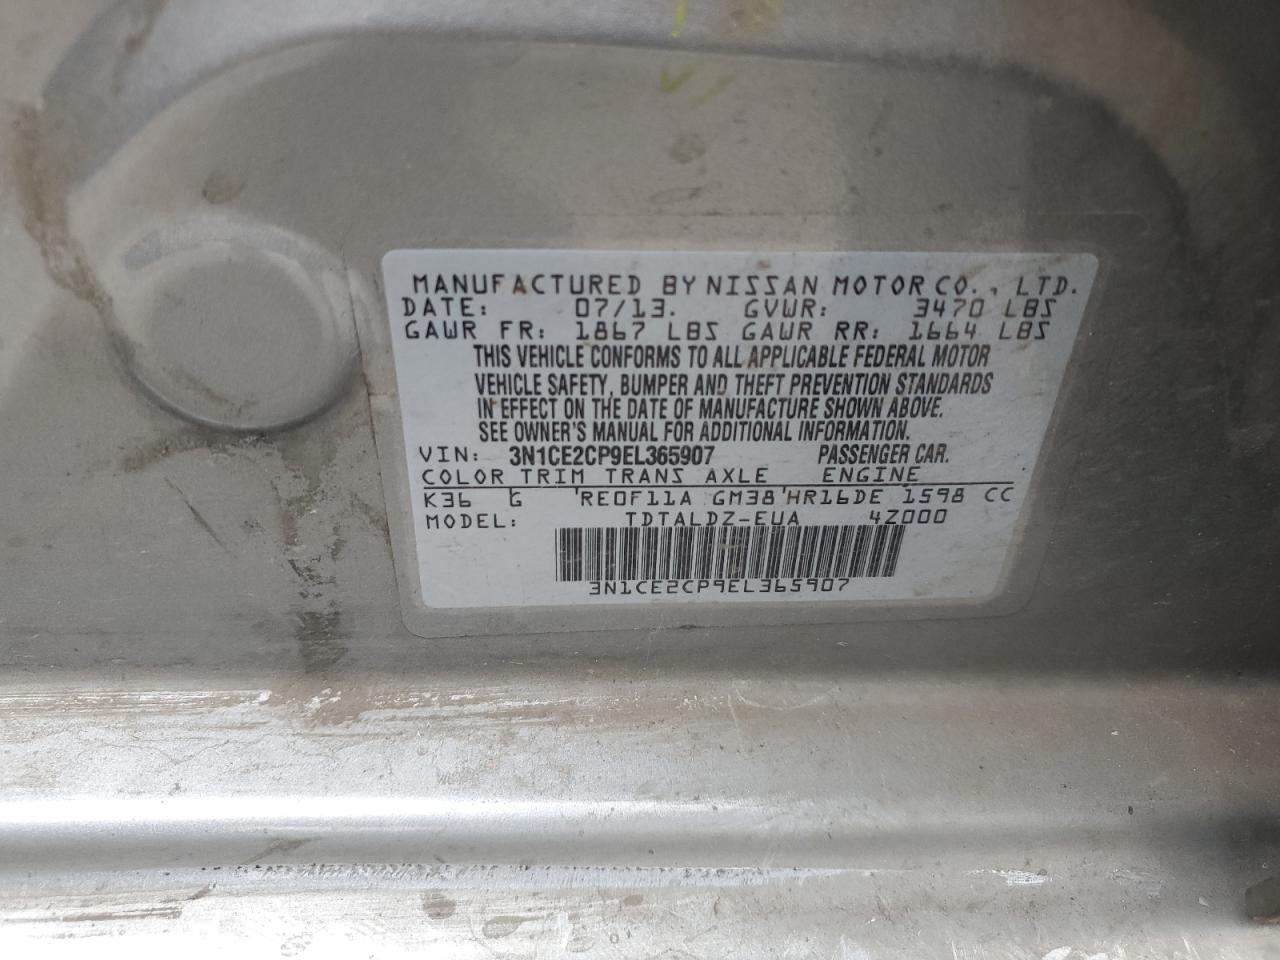 MANUFACTURED BY NISSAN MOTOR CO., LTD.
DATE: 07/13. GVWR: 3470 LBS
GAWR FR: 1867 LBS GAWR RR: 1664 LBS
THIS VEHICLE CONFORMS TO ALL APPLICABLE FEDERAL MOTOR
VEHICLE SAFETY, BUMPER AND THEFT PREVENTION STANDARDS
IN EFFECT ON THE DATE OF MANUFACTURE SHOWN ABOVE.
SEE OWNER'S MANUAL FOR ADDITIONAL INFORMATION.
VIN: 3N1CE2CP9EL365907 PASSENGER CAR.
COLOR TRIM TRANS AXLE ENGINE
K36 G 'RE0F11A GM38'HR16DE 1598 CC
MODEL: TDTALDZ-EUA 4Z000
3N1CE2CP9EL365907